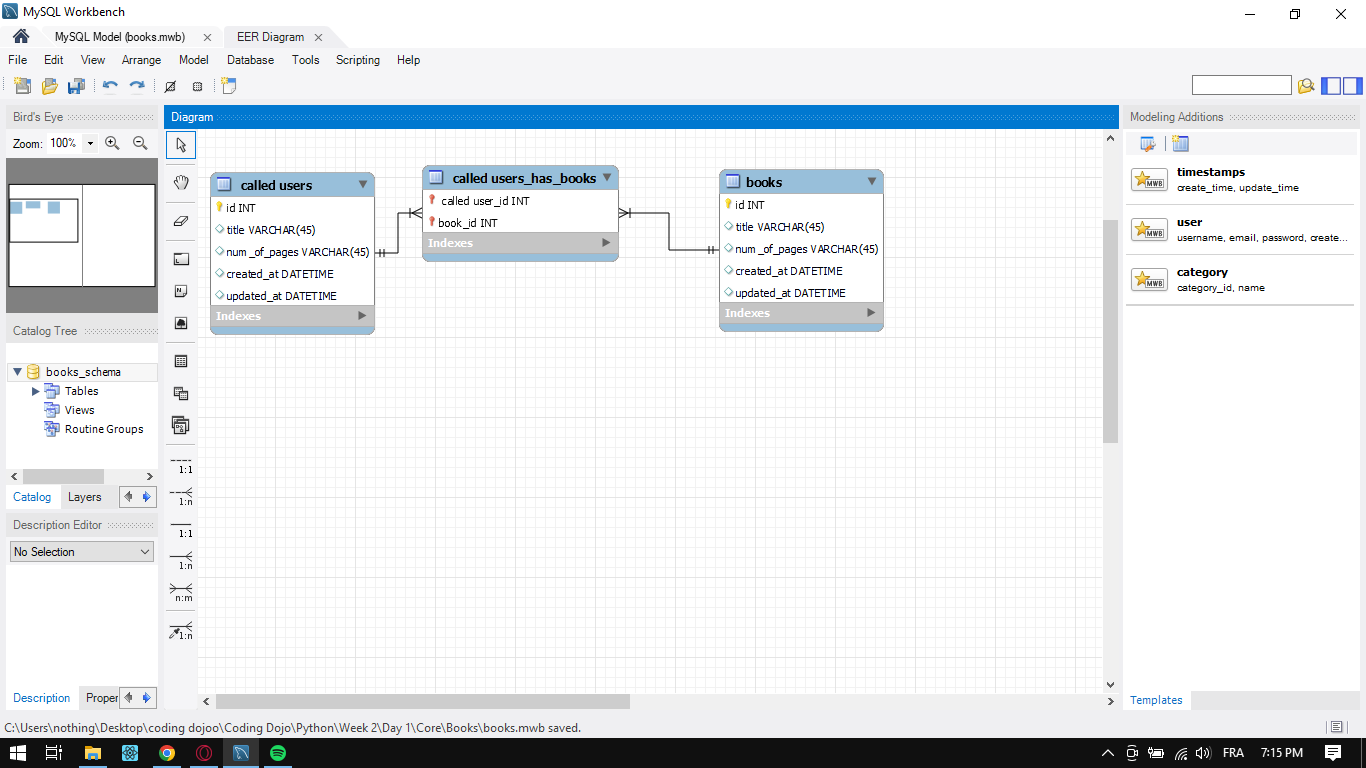 MySQL Workbench
MySQL Model (books.mwb)
EER Diagram
File Edit View Arrange Model Database Tools Scripting Help
Bird's Eye
Zoom: 100%
Catalog Tree
books_schema
Tables
Views
Routine Groups
Catalog Layers
Description Editor
No Selection
Description Proper
1:1
1:n
1:1
1:n
n:m
1:n
Diagram
called users
id INT
title VARCHAR(45)
num _of_pages VARCHAR(45)
created_at DATETIME
updated_at DATETIME
Indexes
called users_has_books
called user_id INT
book_id INT
Indexes
books
id INT
title VARCHAR(45)
num _of_pages VARCHAR(45)
created_at DATETIME
updated_at DATETIME
Indexes
Modeling Additions
MWB
timestamps
create_time, update_time
MWB
user
username, email, password, create...
MWB
category
category_id, name
Templates
C:\Users\nothing\Desktop\coding dojoo\Coding Dojo\Python\Week 2\Day 1\Core\Books\books.mwb saved.
FRA 7:15 PM